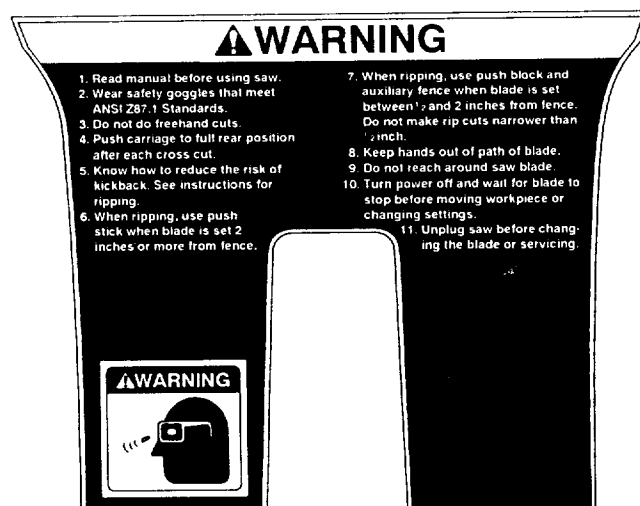 WARNING
1. Read manual before using saw.
2. Wear safety goggles that meet
ANSI Z87.1 Standards.
3. Do not do freehand cuts.
4. Push carriage to full rear position
after each cross cut.
5. Know how to reduce the risk of
kickback. See instructions for
ripping.
6. When ripping, use push
stick when blade is set 2
inches or more from fence.
7. When ripping, use push block and
auxiliary fence when blade is set
between 1/2 and 2 inches from fence.
Do not make rip cuts narrower than
1/2 inch.
8. Keep hands out of path of blade.
9. Do not reach around saw blade.
10. Turn power off and wait for blade to
stop before moving workpiece or
changing settings.
11. Unplug saw before chang-
ing the blade or servicing.
WARNING